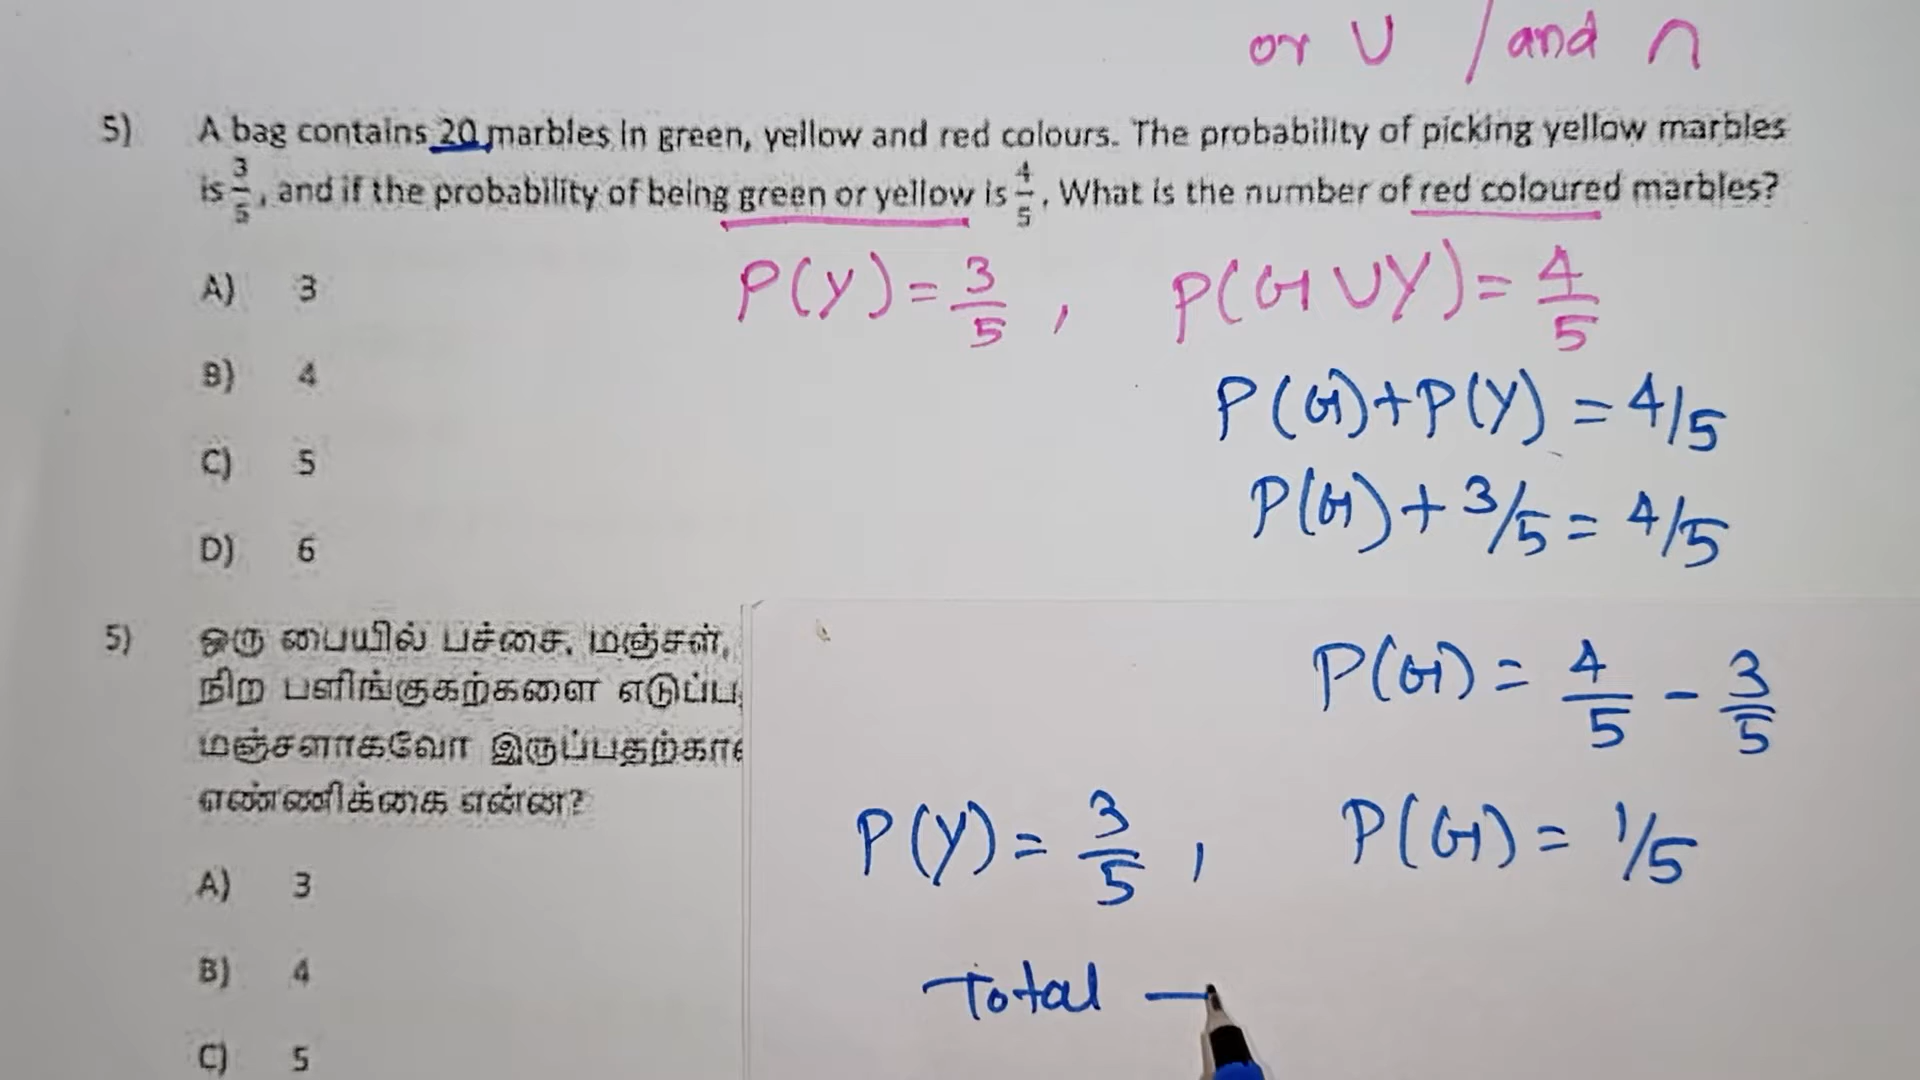 or ∪ / and ∩
5) A bag contains 20 marbles in green, yellow and red colours. The probability of picking yellow marbles
is 3/5, and if the probability of being green or yellow is 4/5. What is the number of red coloured marbles?
A) 3
P(Y) = 3/5 , P(G∪Y) = 4/5
B) 4
P(G)+P(Y) = 4/5
C) 5
P(G) + 3/5 = 4/5
D) 6
5) ஒரு பையில் பச்சை, மஞ்சள்,
நிற பளிங்குகற்களை
மஞ்சளாகவோ
எண்ணிக்கை என்ன?
P(G) = 4/5 - 3/5
P(Y) = 3/5 , P(G) = 1/5
A) 3
Total -
B) 4
C) 5